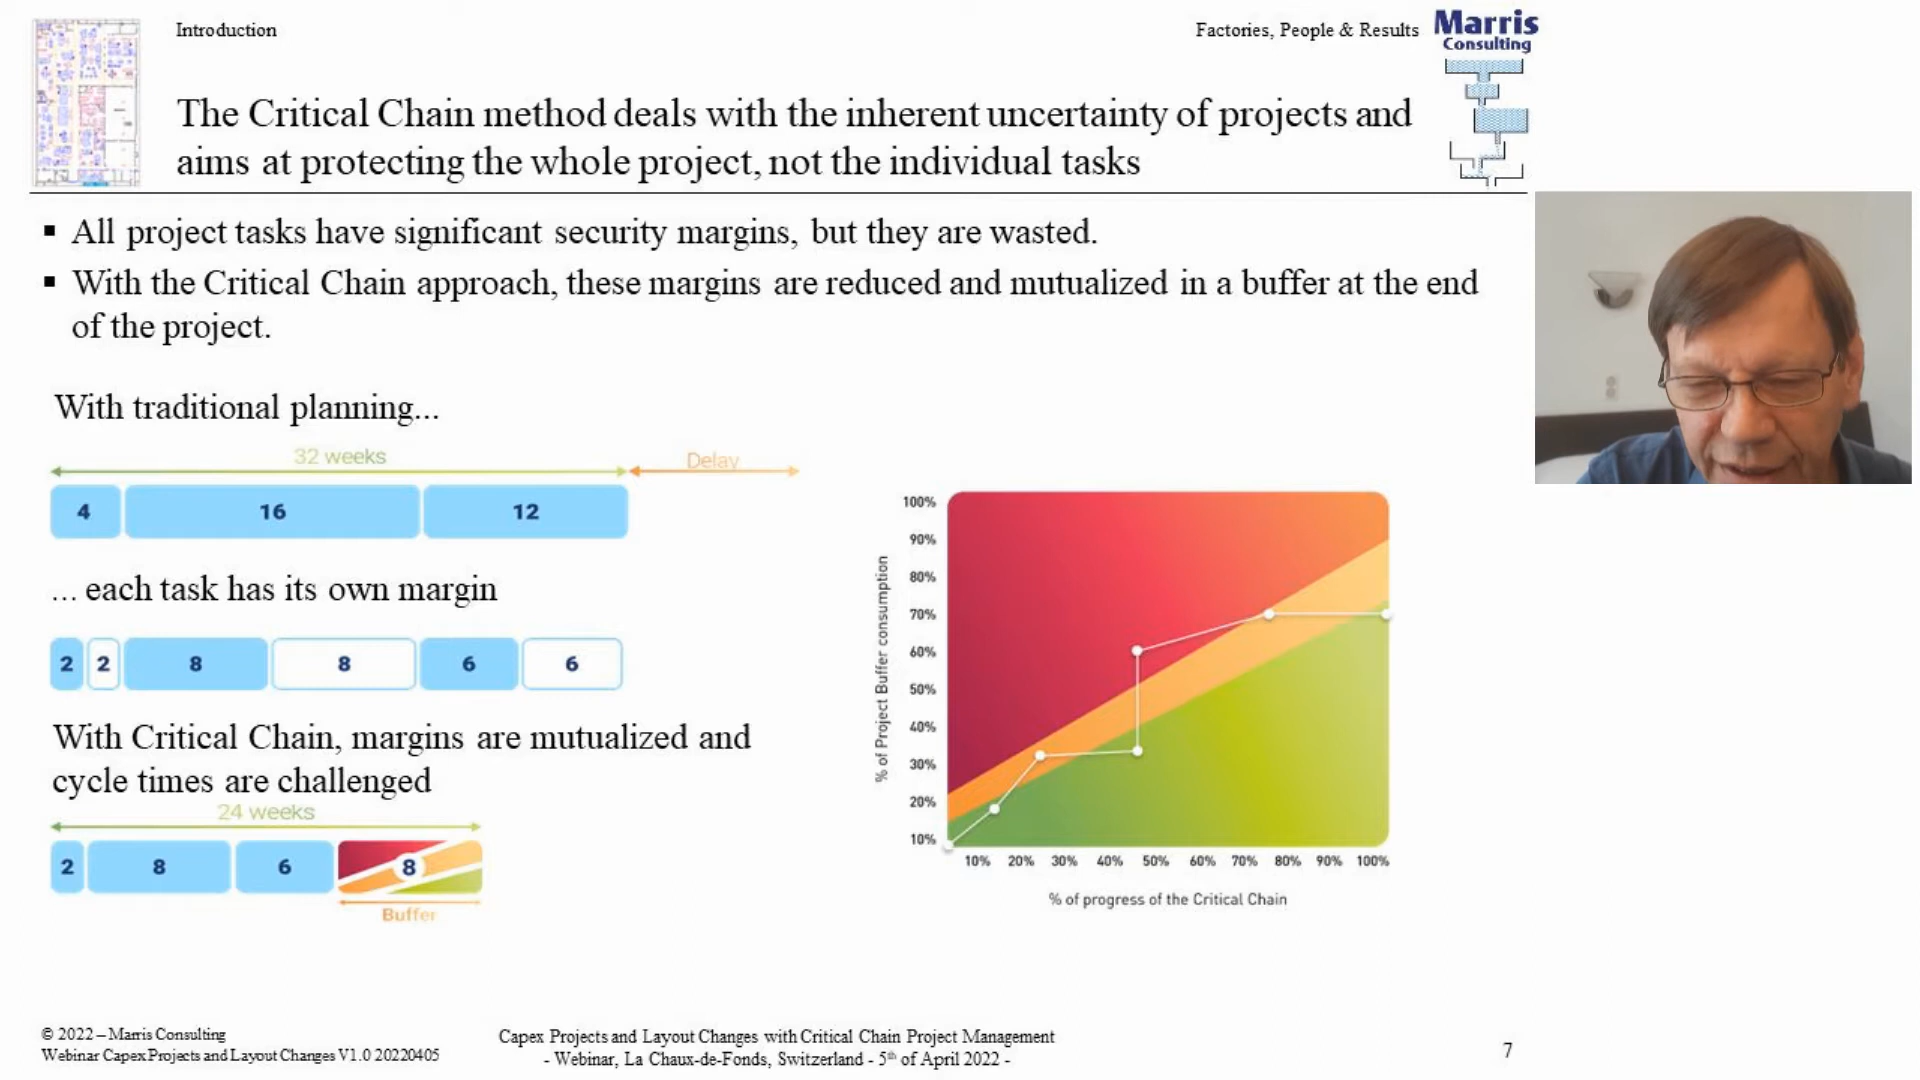 Introduction
Factories, People & Results
Marris
Consulting
The Critical Chain method deals with the inherent uncertainty of projects and
aims at protecting the whole project, not the individual tasks
▪ All project tasks have significant security margins, but they are wasted.
▪ With the Critical Chain approach, these margins are reduced and mutualized in a buffer at the end
of the project.
With traditional planning...
32 weeks
Delay
4
16
12
... each task has its own margin
2
2
8
8
6
6
With Critical Chain, margins are mutualized and
cycle times are challenged
24 weeks
2
8
6
8
Buffer
% of Project Buffer consumption
100%
90%
80%
70%
60%
50%
40%
30%
20%
10%
10% 20% 30% 40% 50% 60% 70% 80% 90% 100%
% of progress of the Critical Chain
© 2022 – Marris Consulting
Webinar Capex Projects and Layout Changes V1.0 20220405
Capex Projects and Layout Changes with Critical Chain Project Management
- Webinar, La Chaux-de-Fonds, Switzerland - 5th of April 2022 -
7